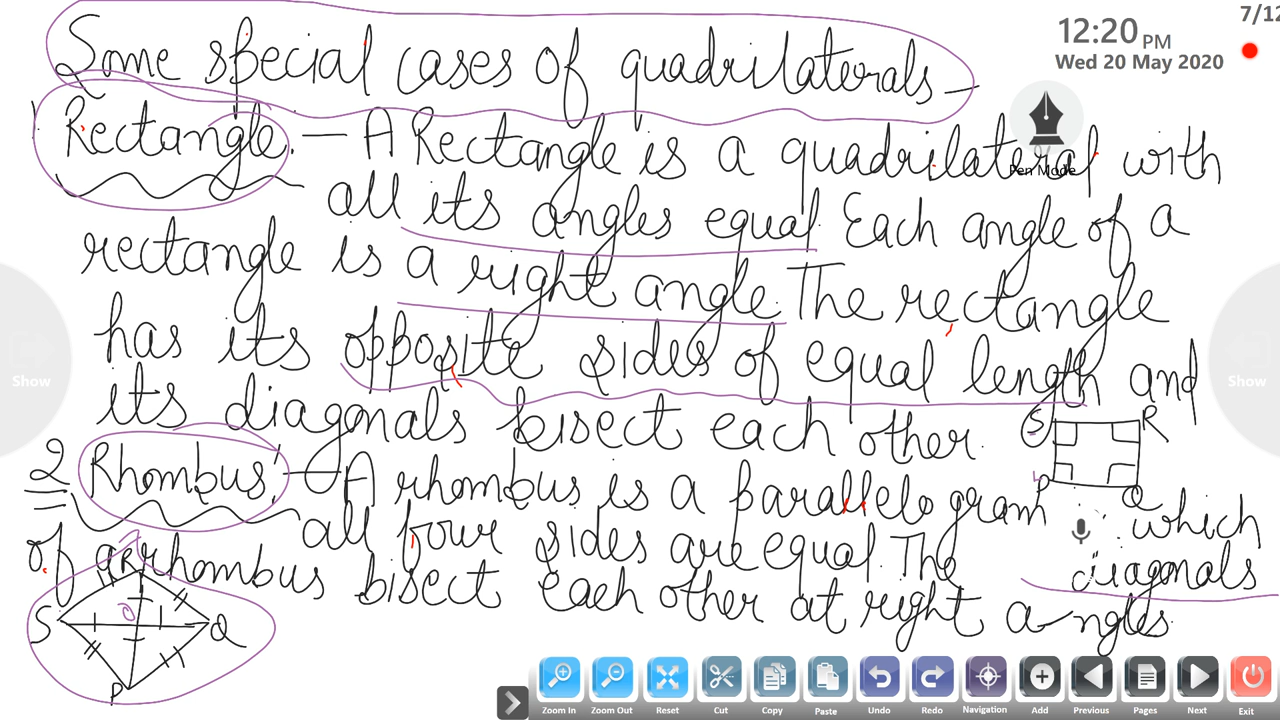 7/12
12:20 PM
Wed 20 May 2020
Some special cases of quadrilaterals -
Pen Mode
Rectangle. - A Rectangle is a quadrilateral with
all its angles equal. Each angle of a
rectangle is a right angle. The rectangle
has its opposite sides of equal length and
its diagonals bisect each other.
S R
P Q
2 Rhombus: - A rhombus is a parallelogram which
all four sides are equal. The diagonals
of a rhombus bisect each other at right angles.
R
S O Q
P
Show
Show
Zoom In Zoom Out Reset Cut Copy Paste Undo Redo Navigation Add Previous Pages Next Exit